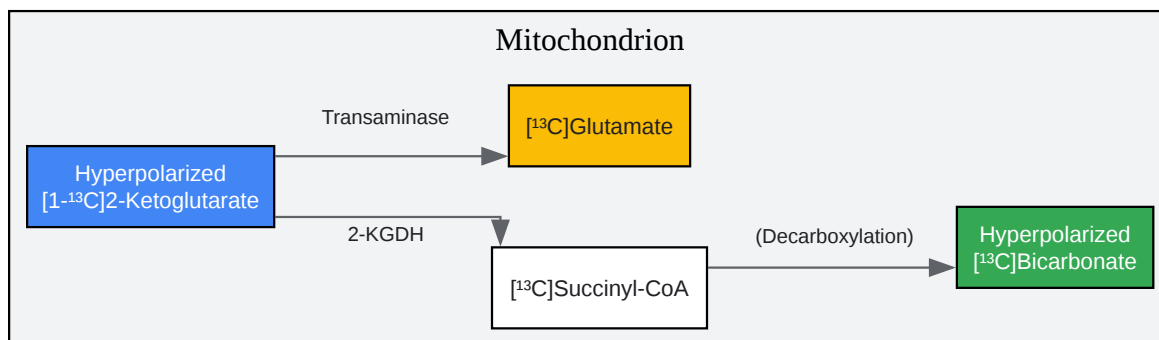 Mitochondrion
Transaminase
[¹³C]Glutamate
Hyperpolarized
[1-¹³C]2-Ketoglutarate
2-KGDH
(Decarboxylation)
Hyperpolarized
[¹³C]Bicarbonate
[¹³C]Succinyl-CoA